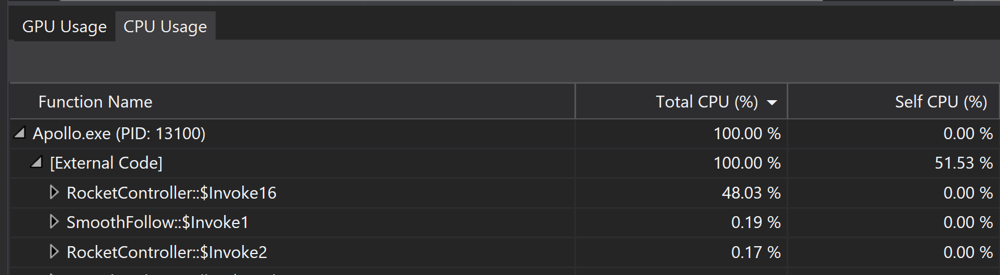 GPU Usage CPU Usage
Function Name Total CPU (%) Self CPU (%)
Apollo.exe (PID: 13100) 100.00 % 0.00 %
[External Code] 100.00 % 51.53 %
RocketController::$Invoke16 48.03 % 0.00 %
SmoothFollow::$Invoke1 0.19 % 0.00 %
RocketController::$Invoke2 0.17 % 0.00 %